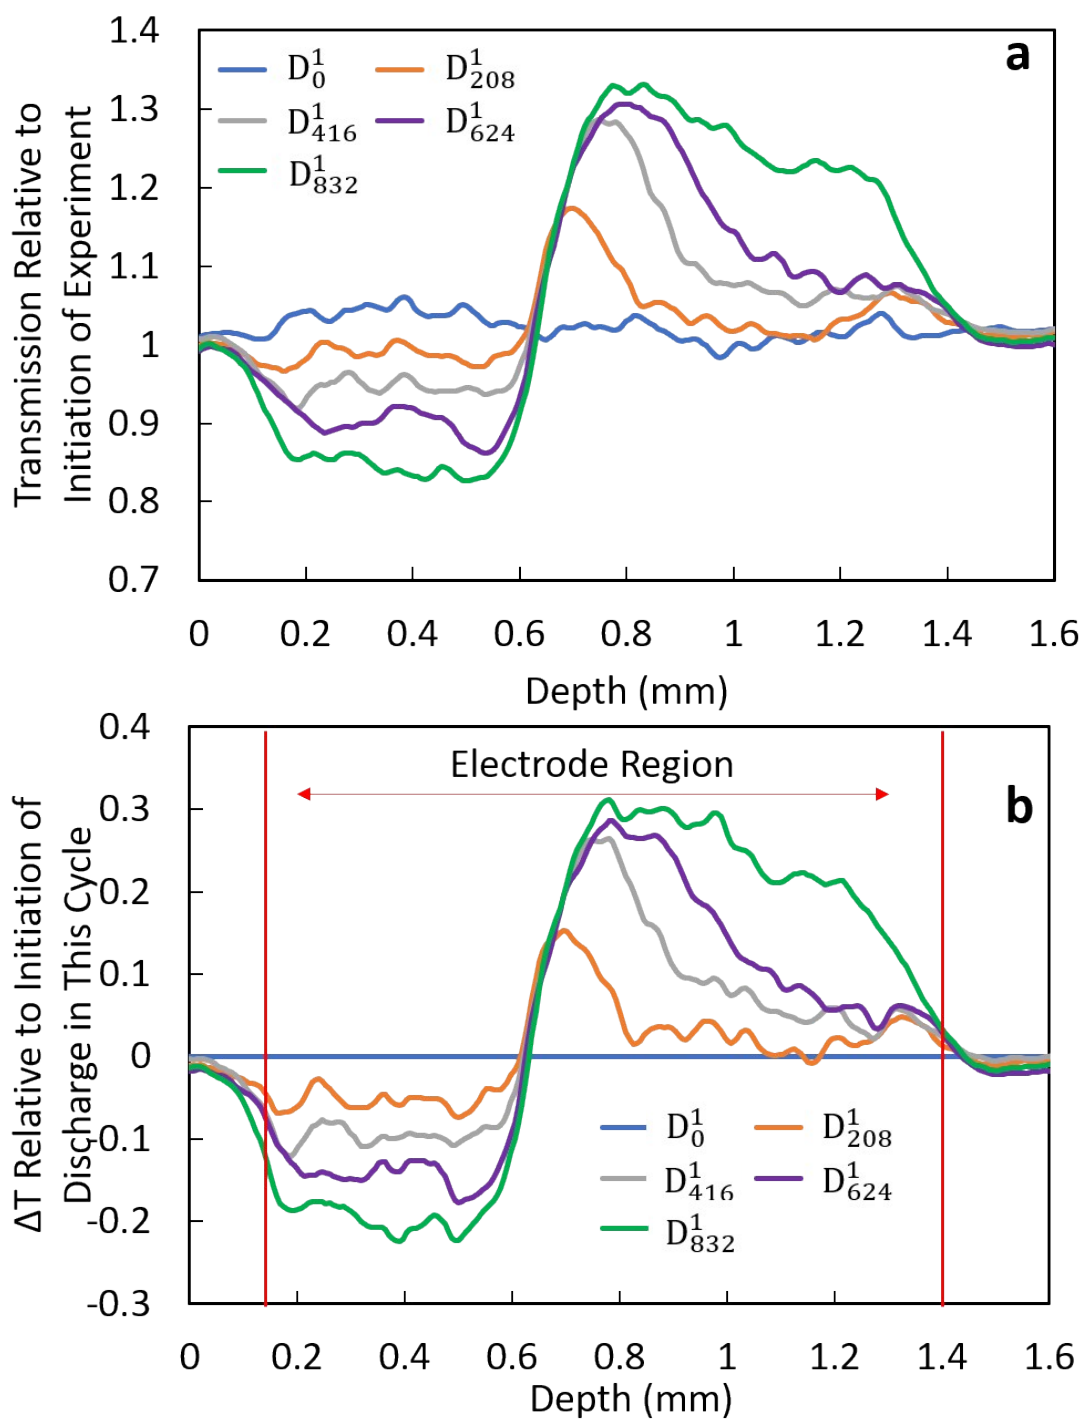 a
1.4
1.3
1.2
1.1
1
0.9
0.8
0.7
Transmission Relative to
Initiation of Experiment
D¹₀ D¹₂₀₈
D¹₄₁₆ D¹₆₂₄
D¹₈₃₂
0 0.2 0.4 0.6 0.8 1 1.2 1.4 1.6
Depth (mm)
b
0.4
0.3
0.2
0.1
0
-0.1
-0.2
-0.3
ΔT Relative to Initiation of
Discharge in This Cycle
Electrode Region
D¹₀ D¹₂₀₈
D¹₄₁₆ D¹₆₂₄
D¹₈₃₂
0 0.2 0.4 0.6 0.8 1 1.2 1.4 1.6
Depth (mm)